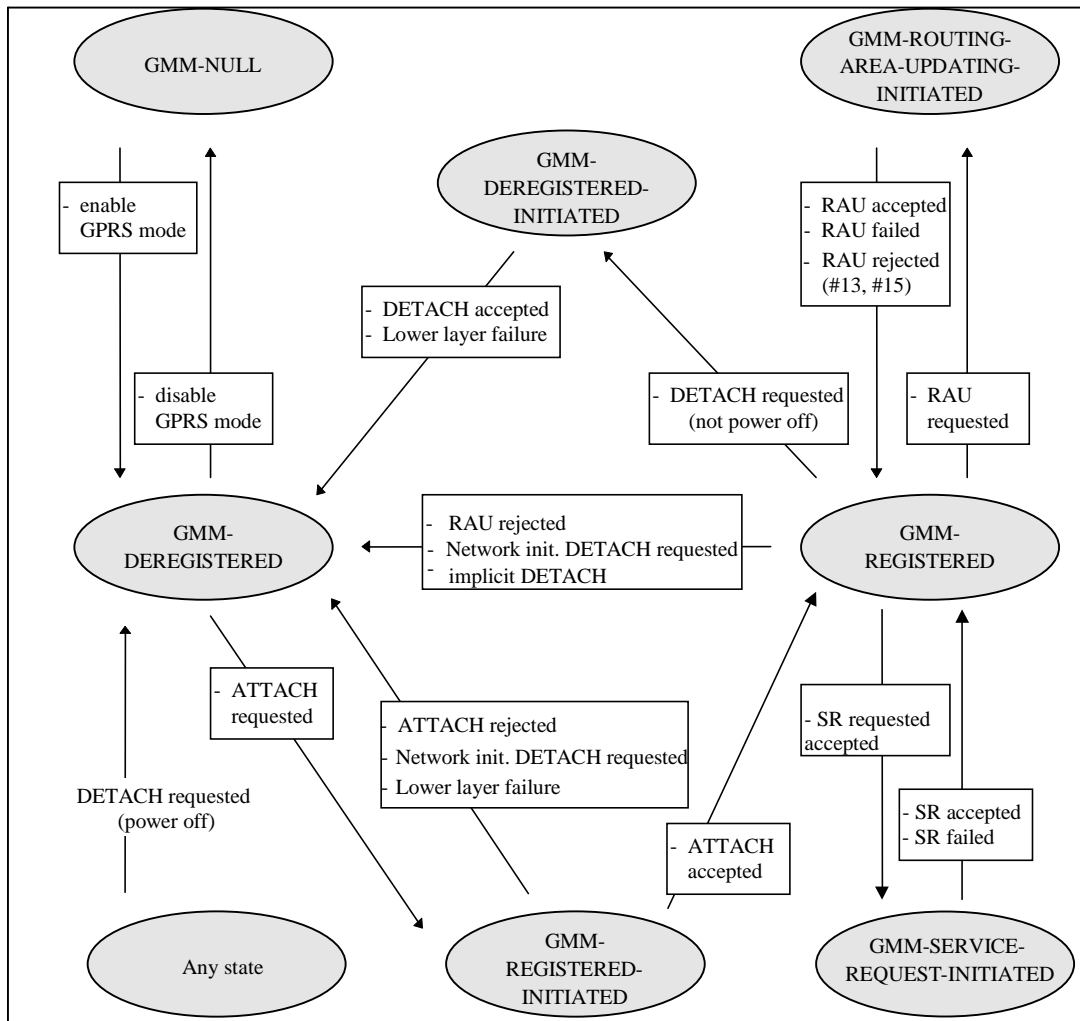 GMM-NULL
GMM-ROUTING-
AREA-UPDATING-
INITIATED
GMM-
DEREGISTERED-
INITIATED
- enable
GPRS mode
- RAU accepted
- RAU failed
- RAU rejected
(#13, #15)
- DETACH accepted
- Lower layer failure
- disable
GPRS mode
- DETACH requested
(not power off)
- RAU
requested
GMM-
DEREGISTERED
- RAU rejected
- Network init. DETACH requested
- implicit DETACH
GMM-
REGISTERED
- ATTACH
requested
- ATTACH rejected
- Network init. DETACH requested
- Lower layer failure
- SR requested
accepted
DETACH requested
(power off)
- ATTACH
accepted
- SR accepted
- SR failed
Any state
GMM-
REGISTERED-
INITIATED
GMM-SERVICE-
REQUEST-INITIATED